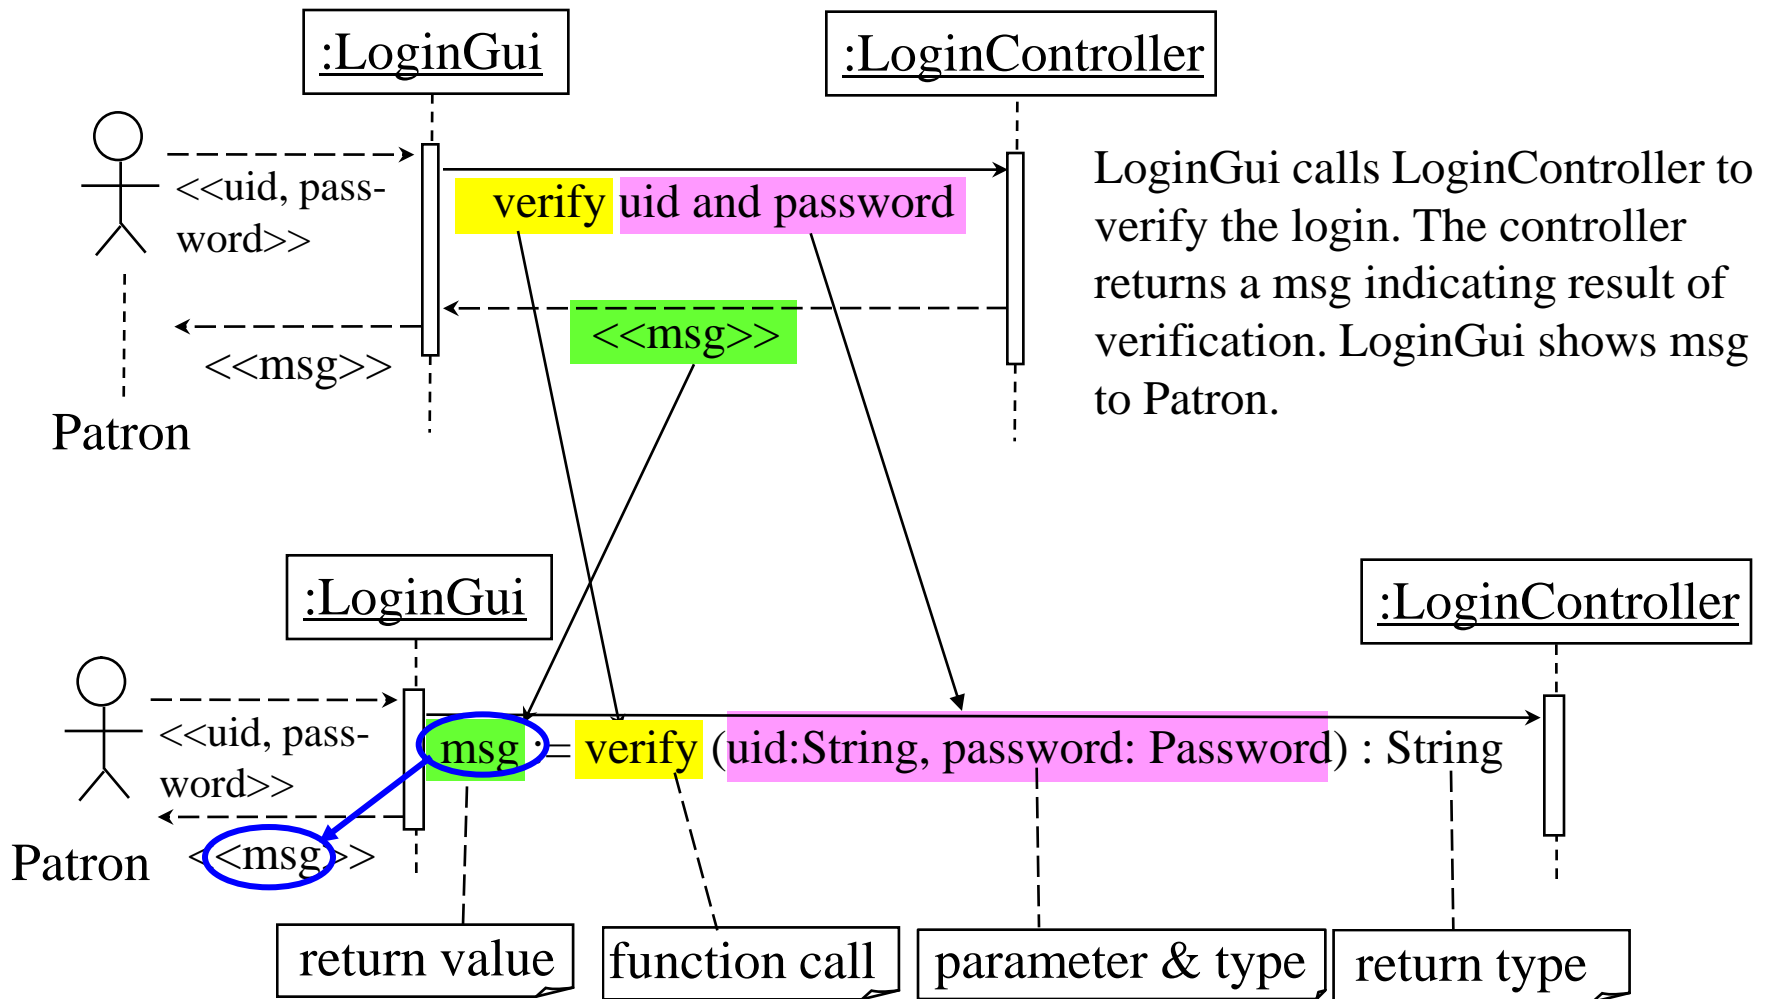 :LoginGui
:LoginController
<<uid, pass-
word>>
verify uid and password
<<msg>>
<<msg>>
Patron
LoginGui calls LoginController to
verify the login. The controller
returns a msg indicating result of
verification. LoginGui shows msg
to Patron.
:LoginGui
:LoginController
<<uid, pass-
word>>
msg := verify (uid:String, password: Password) : String
<<msg>>
Patron
return value
function call
parameter & type
return type